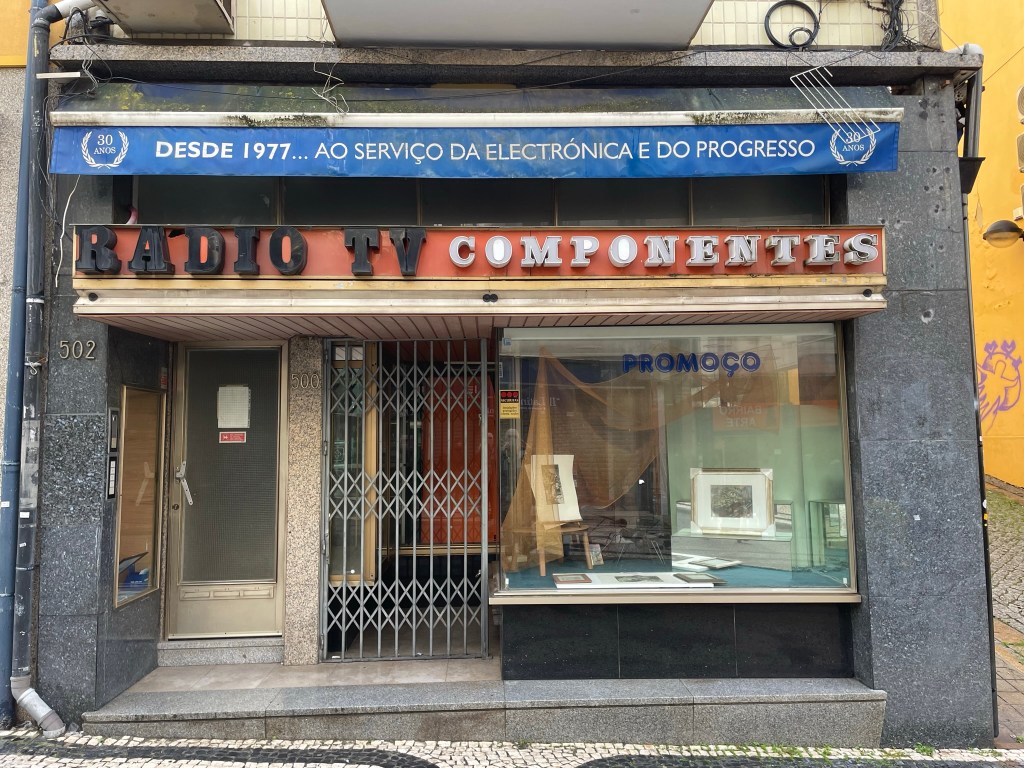 30 ANOS
DESDE 1977... AO SERVIÇO DA ELECTRÓNICA E DO PROGRESSO
30 ANOS
RADIO TV COMPONENTES
502
500
PROMOÇO